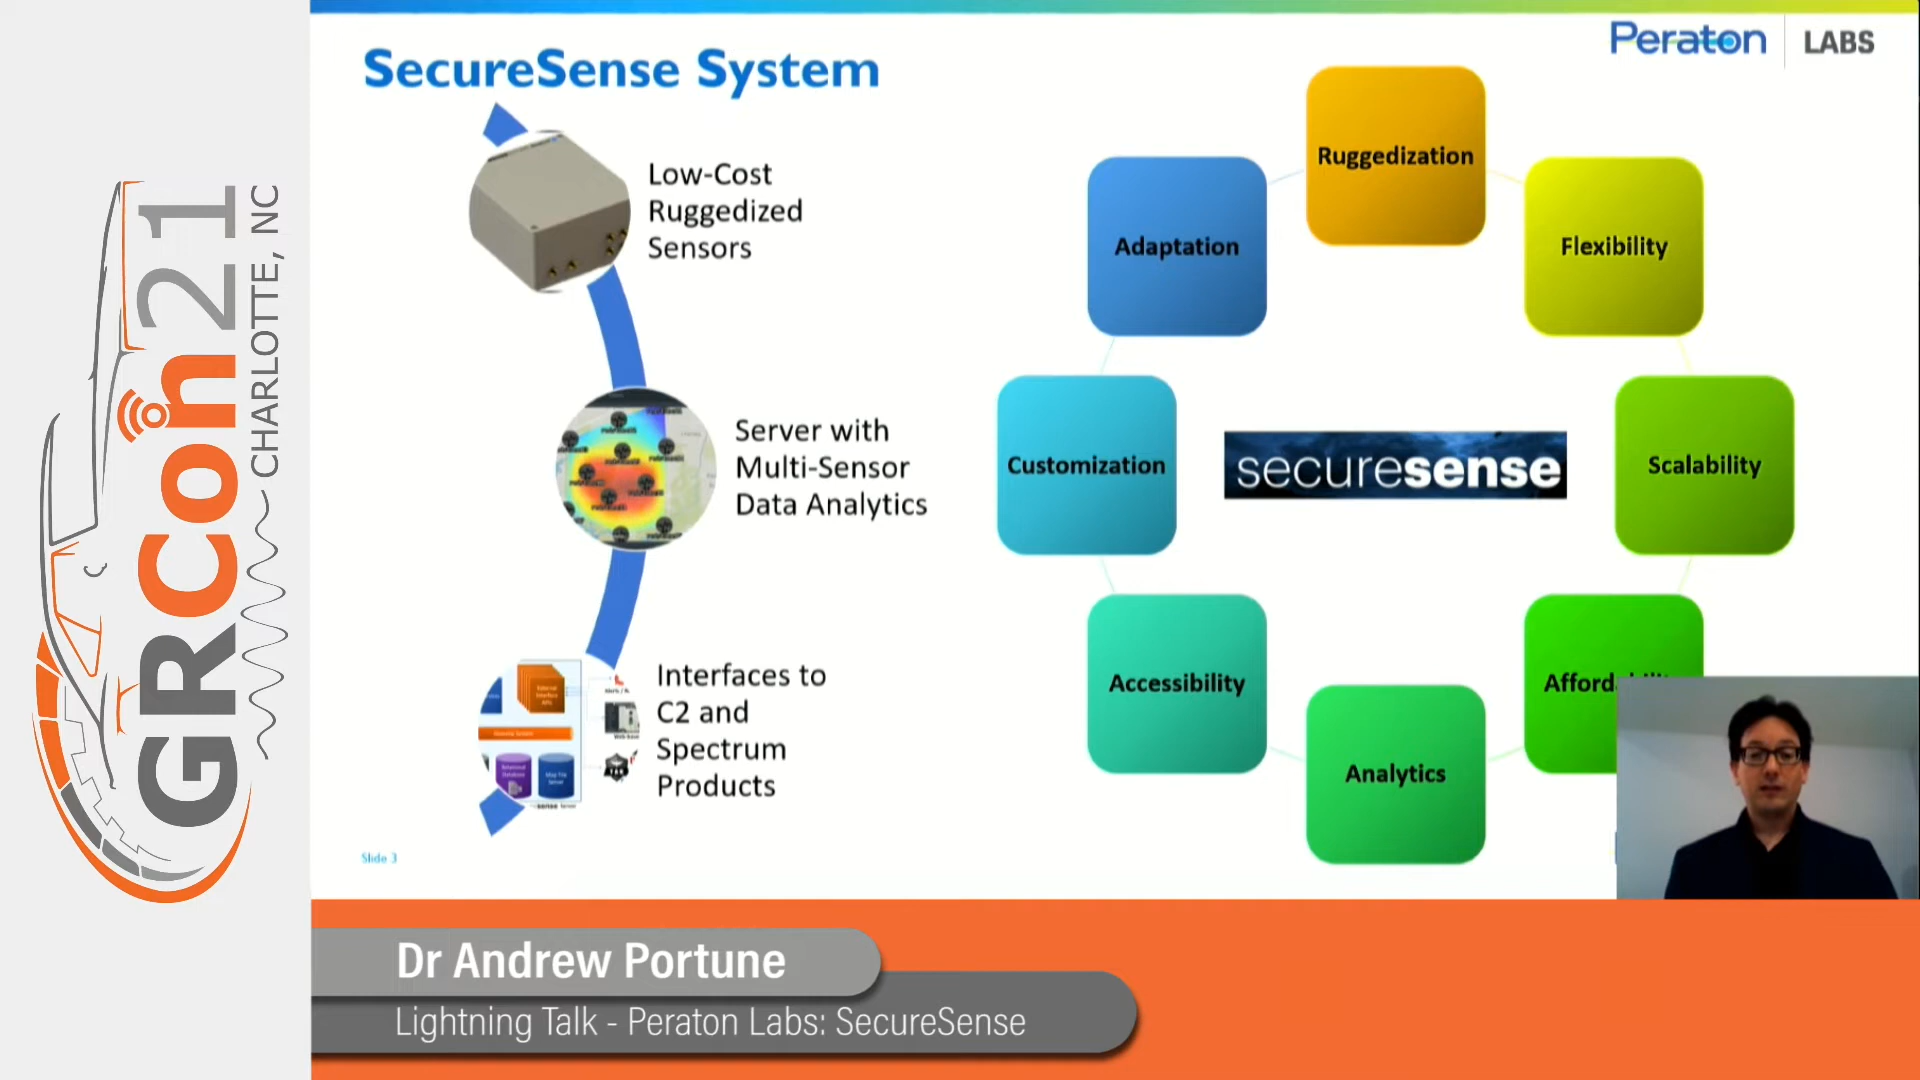 GRCon21
CHARLOTTE, NC
SecureSense System
Peraton | LABS
Low-Cost
Ruggedized
Sensors
Server with
Multi-Sensor
Data Analytics
Interfaces to
C2 and
Spectrum
Products
Ruggedization
Flexibility
Scalability
Analytics
Accessibility
Customization
Adaptation
securesense
Slide 3
Dr Andrew Portune
Lightning Talk - Peraton Labs: SecureSense